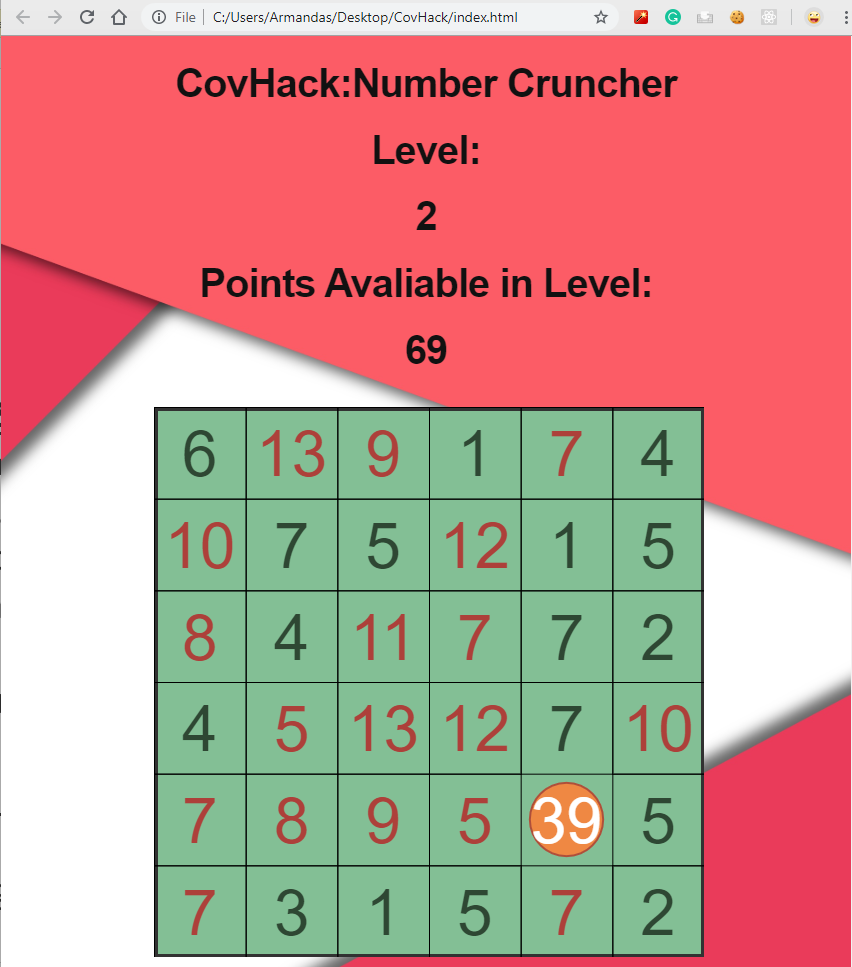 File C:/Users/Armandas/Desktop/CovHack/index.html
CovHack:Number Cruncher
Level:
2
Points Avaliable in Level:
69
6 13 9 1 7 4
10 7 5 12 1 5
8 4 11 7 7 2
4 5 13 12 7 10
7 8 9 5 39 5
7 3 1 5 7 2